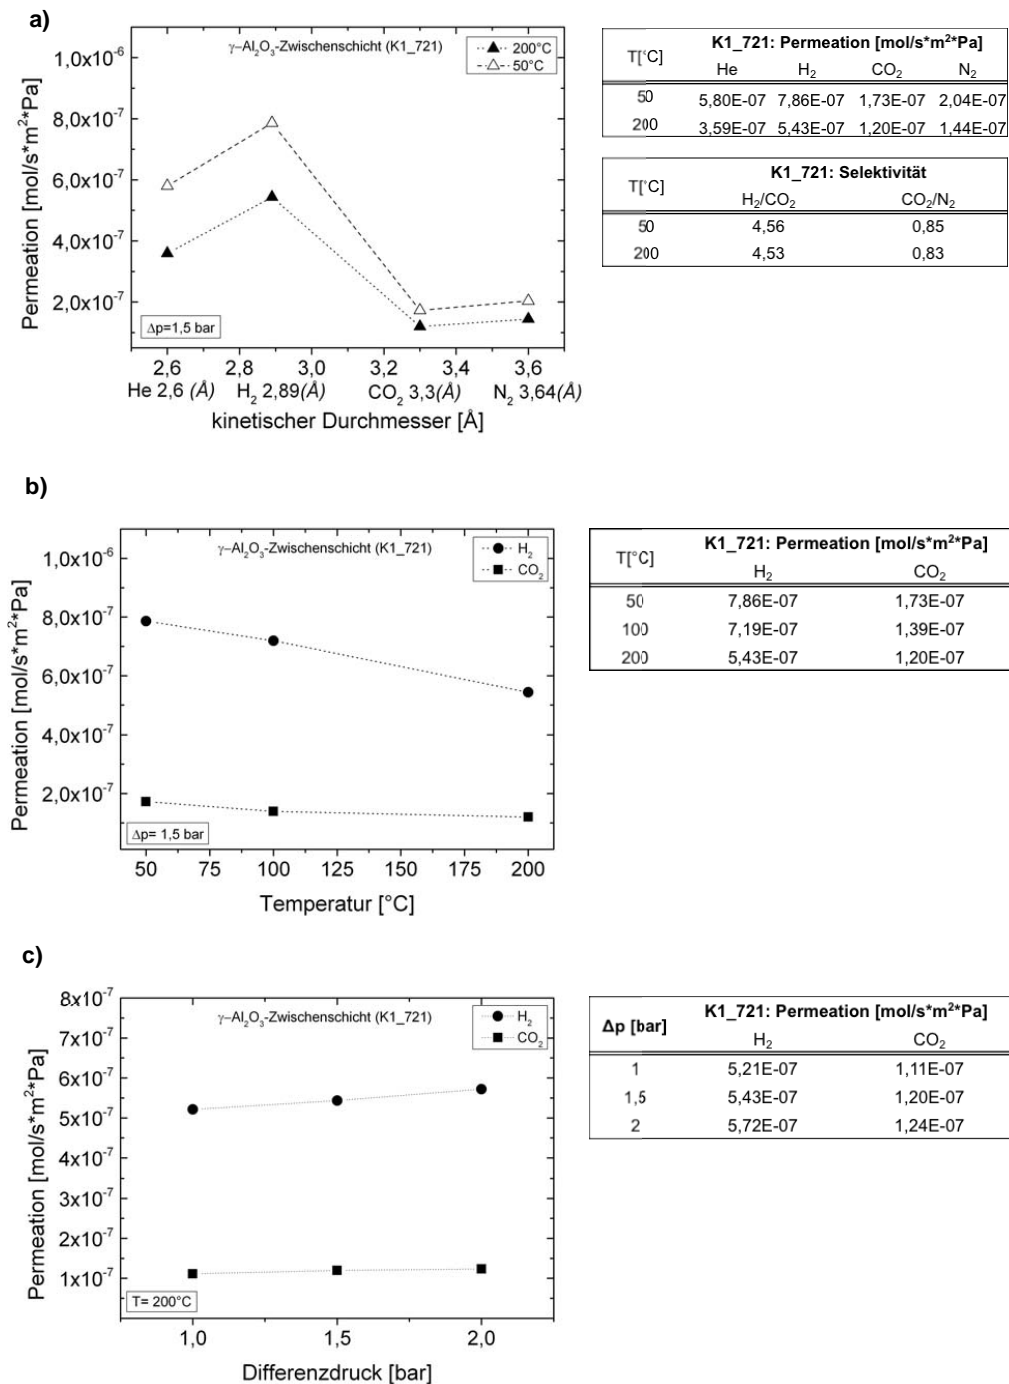 a)
γ–Al₂O₃-Zwischenschicht (K1_721)
200°C
50°C
1,0x10⁻⁶
8,0x10⁻⁷
6,0x10⁻⁷
4,0x10⁻⁷
2,0x10⁻⁷
Permeation [mol/s*m²*Pa]
Δp=1,5 bar
2,6 2,8 3,0 3,2 3,4 3,6
He 2,6 (Å) H₂ 2,89(Å) CO₂ 3,3(Å) N₂ 3,64(Å)
kinetischer Durchmesser [Å]
T[°C] K1_721: Permeation [mol/s*m²*Pa]
He H₂ CO₂ N₂
50 5,80E-07 7,86E-07 1,73E-07 2,04E-07
200 3,59E-07 5,43E-07 1,20E-07 1,44E-07
T[°C] K1_721: Selektivität
H₂/CO₂ CO₂/N₂
50 4,56 0,85
200 4,53 0,83
b)
γ–Al₂O₃-Zwischenschicht (K1_721)
H₂
CO₂
1,0x10⁻⁶
8,0x10⁻⁷
6,0x10⁻⁷
4,0x10⁻⁷
2,0x10⁻⁷
Permeation [mol/s*m²*Pa]
Δp= 1,5 bar
50 75 100 125 150 175 200
Temperatur [°C]
T[°C] K1_721: Permeation [mol/s*m²*Pa]
H₂ CO₂
50 7,86E-07 1,73E-07
100 7,19E-07 1,39E-07
200 5,43E-07 1,20E-07
c)
γ–Al₂O₃-Zwischenschicht (K1_721)
H₂
CO₂
8x10⁻⁷
7x10⁻⁷
6x10⁻⁷
5x10⁻⁷
4x10⁻⁷
3x10⁻⁷
2x10⁻⁷
1x10⁻⁷
Permeation [mol/s*m²*Pa]
T= 200°C
1,0 1,5 2,0
Differenzdruck [bar]
Δp [bar] K1_721: Permeation [mol/s*m²*Pa]
H₂ CO₂
1 5,21E-07 1,11E-07
1,5 5,43E-07 1,20E-07
2 5,72E-07 1,24E-07